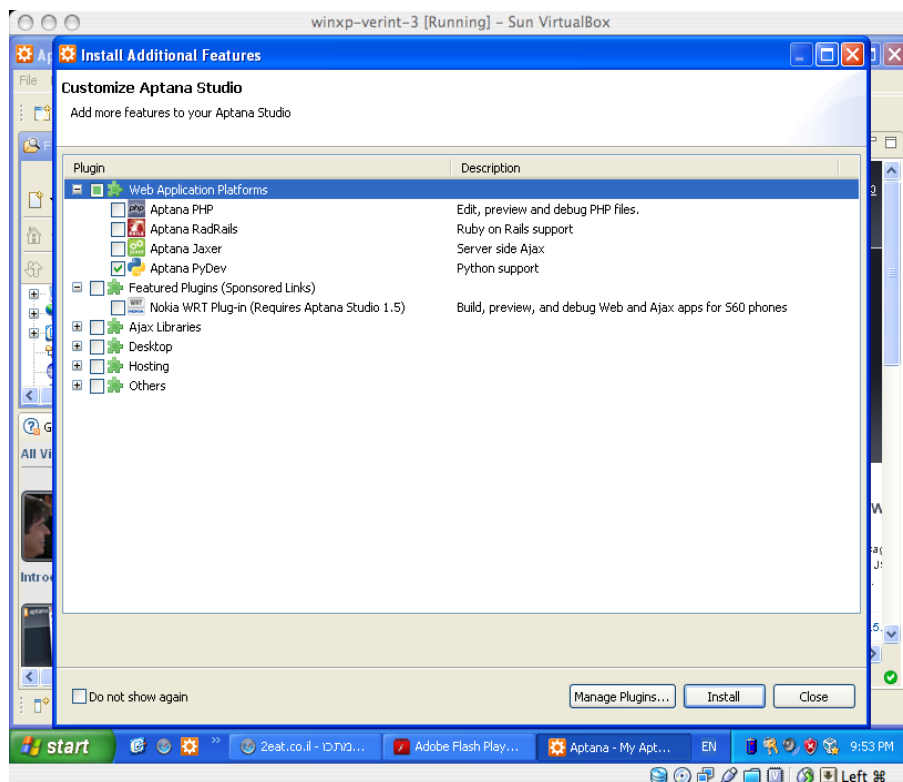 winxp-verint-3 [Running] – Sun VirtualBox
Install Additional Features
File
Customize Aptana Studio
Add more features to your Aptana Studio
Plugin Description
Web Application Platforms
Aptana PHP Edit, preview and debug PHP files.
Aptana RadRails Ruby on Rails support
Aptana Jaxer Server side Ajax
Aptana PyDev Python support
Featured Plugins (Sponsored Links)
Nokia WRT Plug-in (Requires Aptana Studio 1.5) Build, preview, and debug Web and Ajax apps for S60 phones
Ajax Libraries
Desktop
Hosting
Others
All Vi
Intro
Do not show again
Manage Plugins... Install Close
start 2eat.co.il - מתכו... Adobe Flash Play... Aptana - My Apt... EN 9:53 PM
Left ⌘